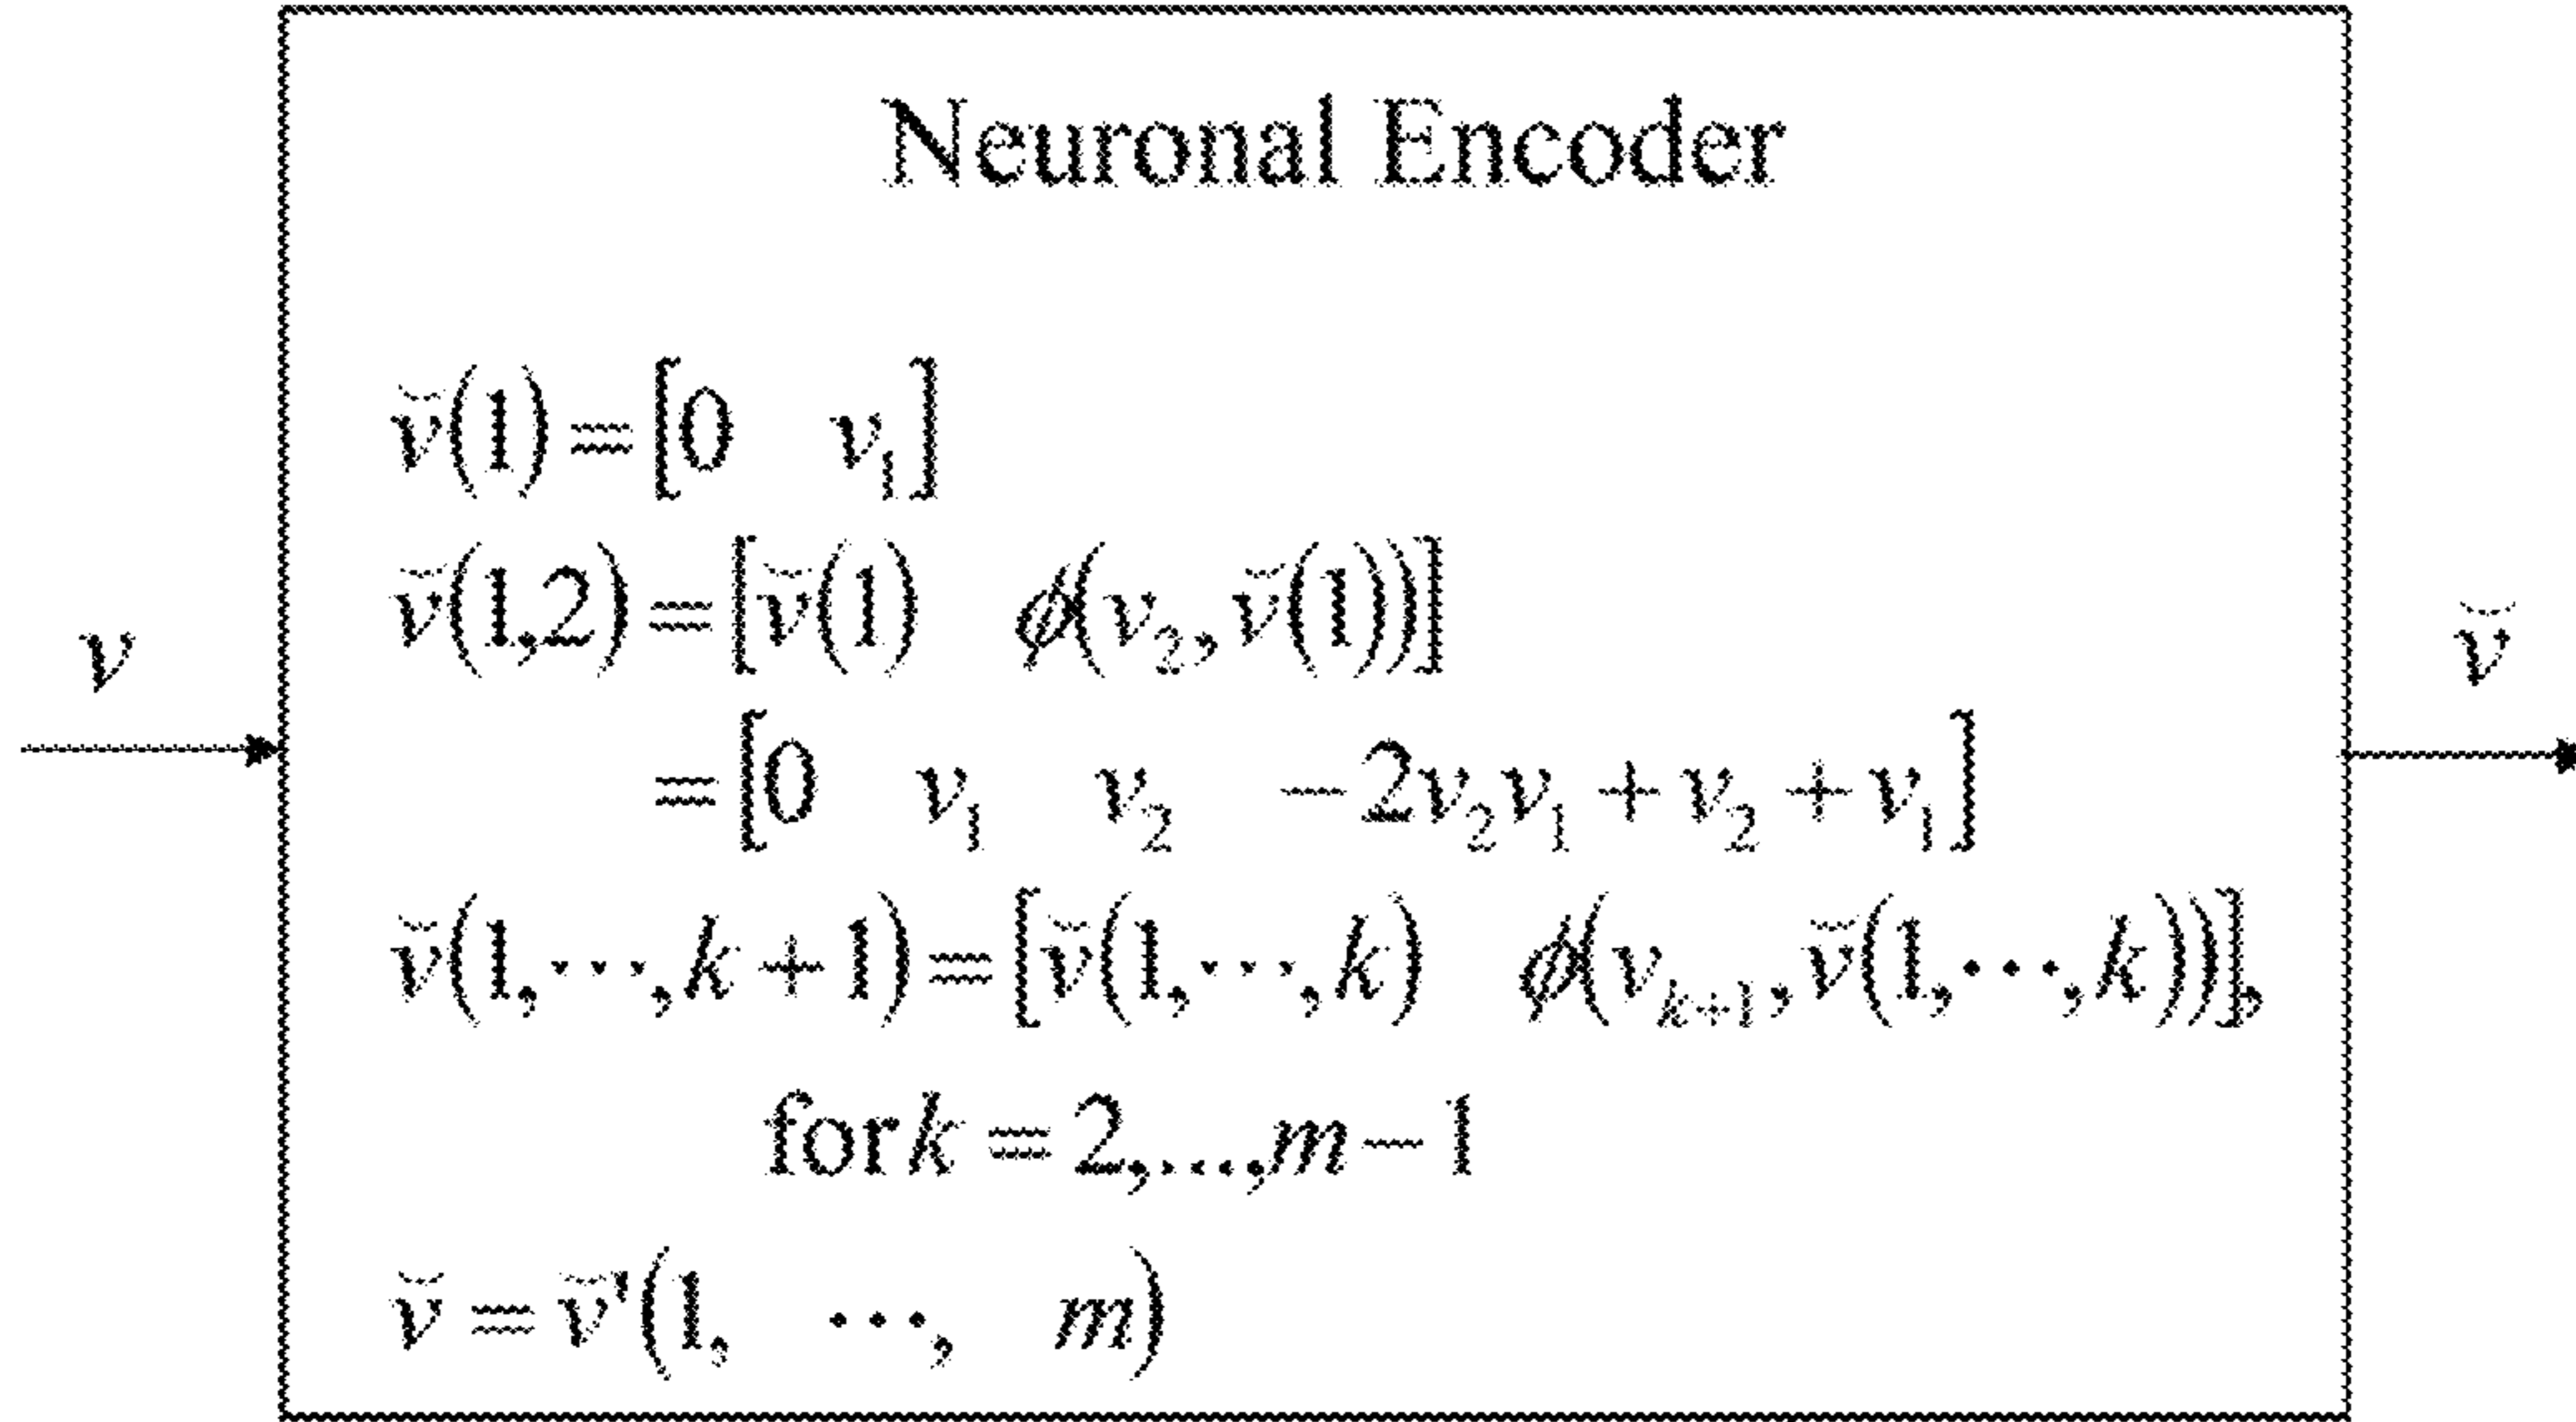 Neuronal Encoder
v̆(1) = [0 v₁]
v̆(1,2) = [v̆(1) ϕ(v₂, v̆(1))]
= [0 v₁ v₂ −2v₂v₁ + v₂ + v₁]
v
v̆
v̆(1,⋯,k+1) = [v̆(1,⋯,k) ϕ(vₖ₊₁, v̆(1,⋯,k))],
for k = 2,...,m−1
v̆ = v̆'(1, ⋯, m)